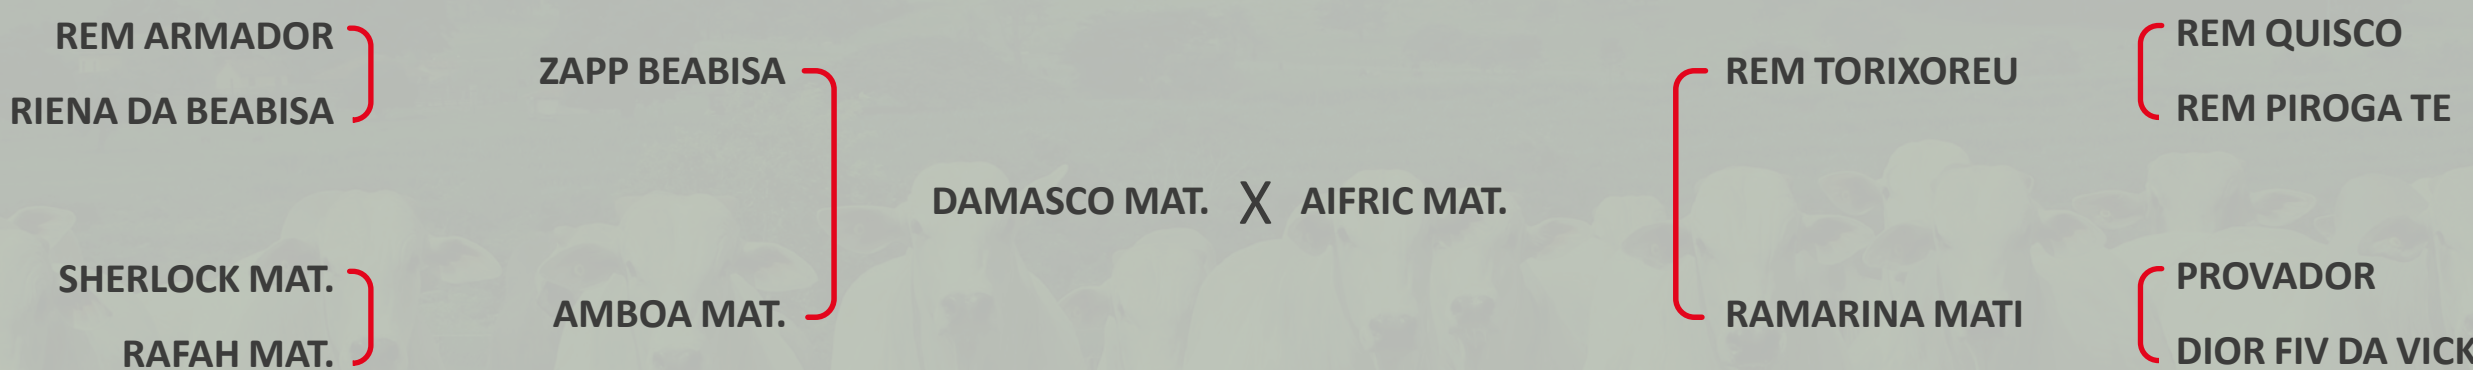 REM ARMADOR
RIENA DA BEABISA
ZAPP BEABISA
SHERLOCK MAT.
RAFAH MAT.
AMBOA MAT.
DAMASCO MAT. X AIFRIC MAT.
REM TORIXOREU
REM QUISCO
REM PIROGA TE
RAMARINA MATI
PROVADOR
DIOR FIV DA VICK